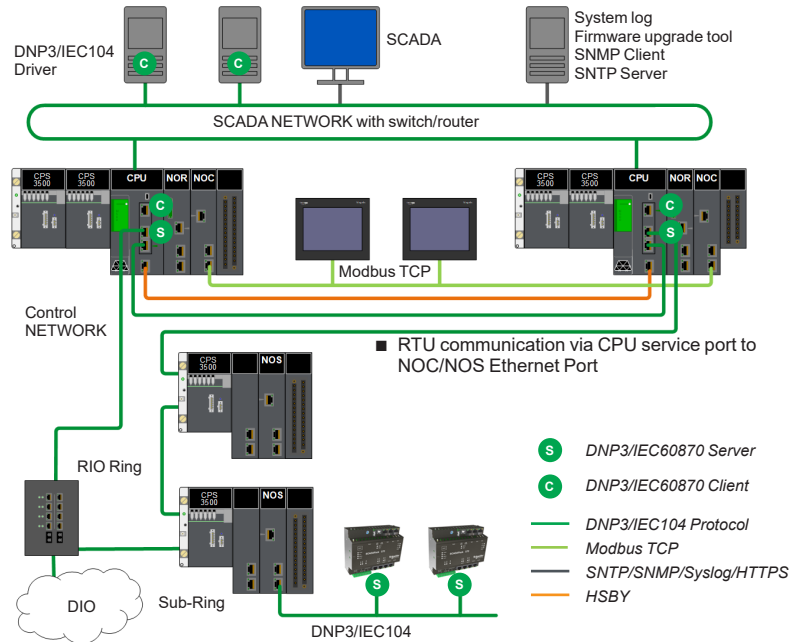 DNP3/IEC104
Driver
C
C
SCADA
System log
Firmware upgrade tool
SNMP Client
SNTP Server
SCADA NETWORK with switch/router
CPS
3500
CPS
3500
CPU
NOR
NOC
C
S
CPS
3500
CPS
3500
CPU
NOR
NOC
C
S
Modbus TCP
Control
NETWORK
■ RTU communication via CPU service port to
NOC/NOS Ethernet Port
CPS
3500
NOS
RIO Ring
CPS
3500
NOS
S DNP3/IEC60870 Server
C DNP3/IEC60870 Client
DNP3/IEC104 Protocol
Modbus TCP
SNTP/SNMP/Syslog/HTTPS
HSBY
DIO
Sub-Ring
S
S
DNP3/IEC104